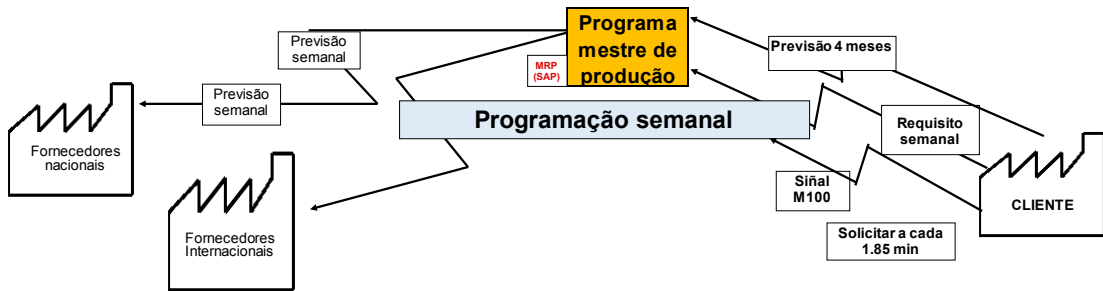 Programa
mestre de
produção
Previsão
semanal
MRP
(SAP)
Previsão 4 meses
Previsão
semanal
Programação semanal
Requisito
semanal
Fornecedores
nacionais
Siñal
M100
CLIENTE
Fornecedores
Internacionais
Solicitar a cada
1.85 min